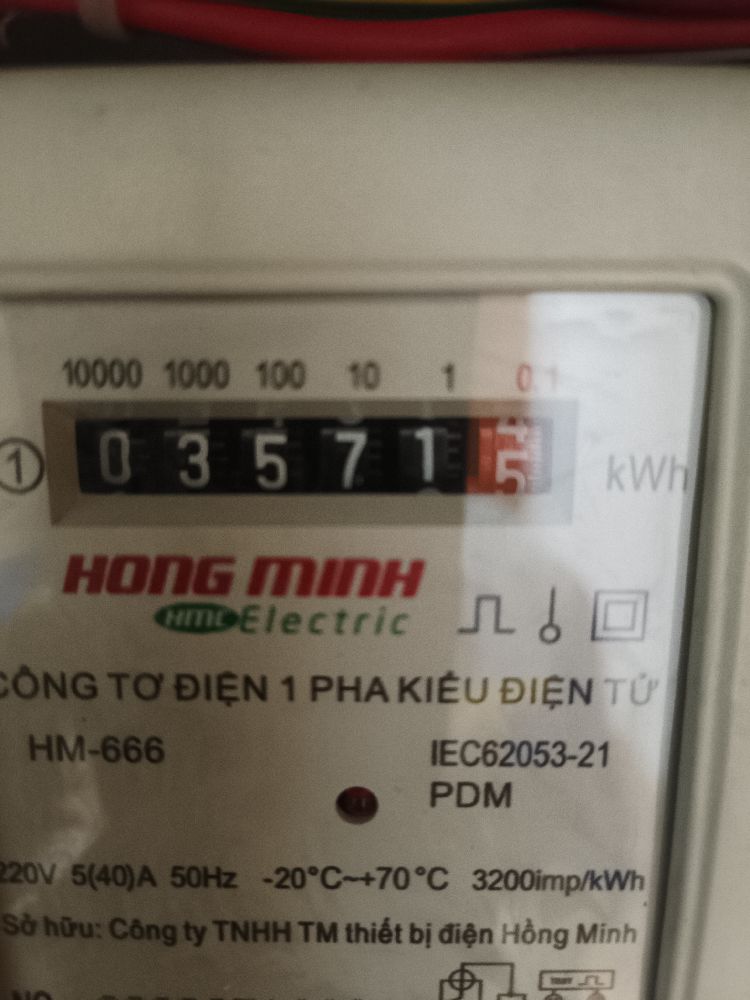 10000 1000 100 10 1 0.1
1 0 3 5 7 1 5 kWh
HONG MINH
HMC Electric
CÔNG TƠ ĐIỆN 1 PHA KIỂU ĐIỆN TỬ
HM-666 IEC62053-21
PDM
220V 5(40)A 50Hz -20°C~+70°C 3200imp/kWh
Sở hữu: Công ty TNHH TM thiết bị điện Hồng Minh